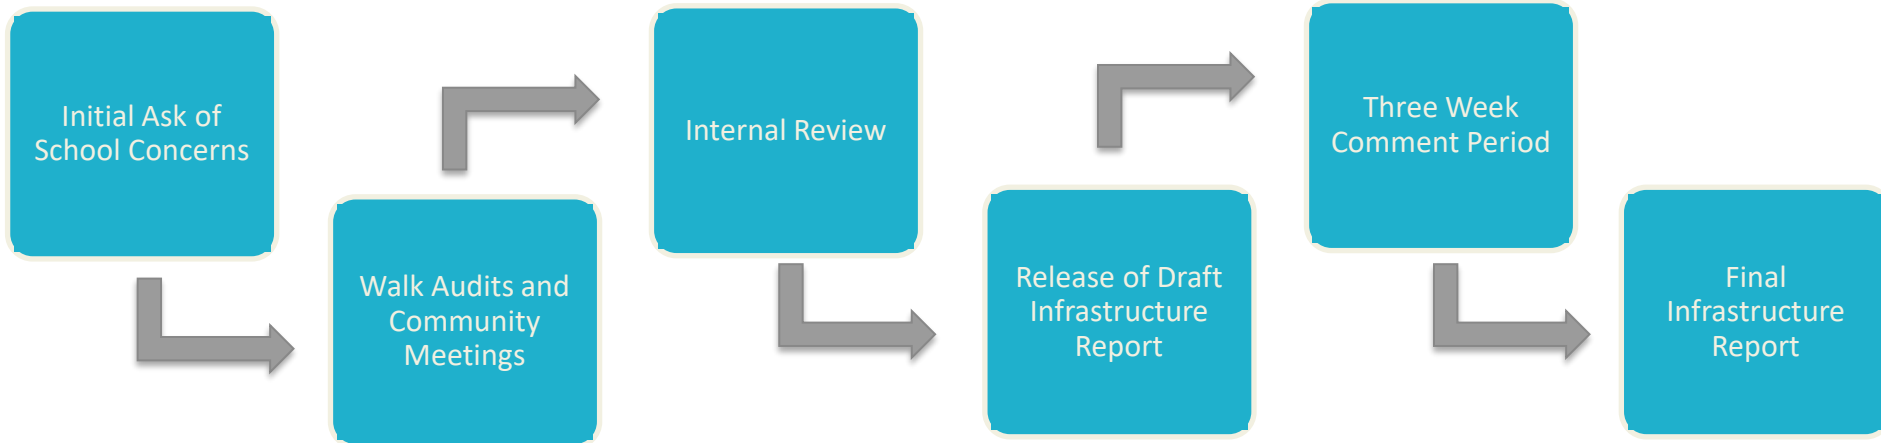 Initial Ask of
School Concerns
Walk Audits and
Community
Meetings
Internal Review
Release of Draft
Infrastructure
Report
Three Week
Comment Period
Final
Infrastructure
Report